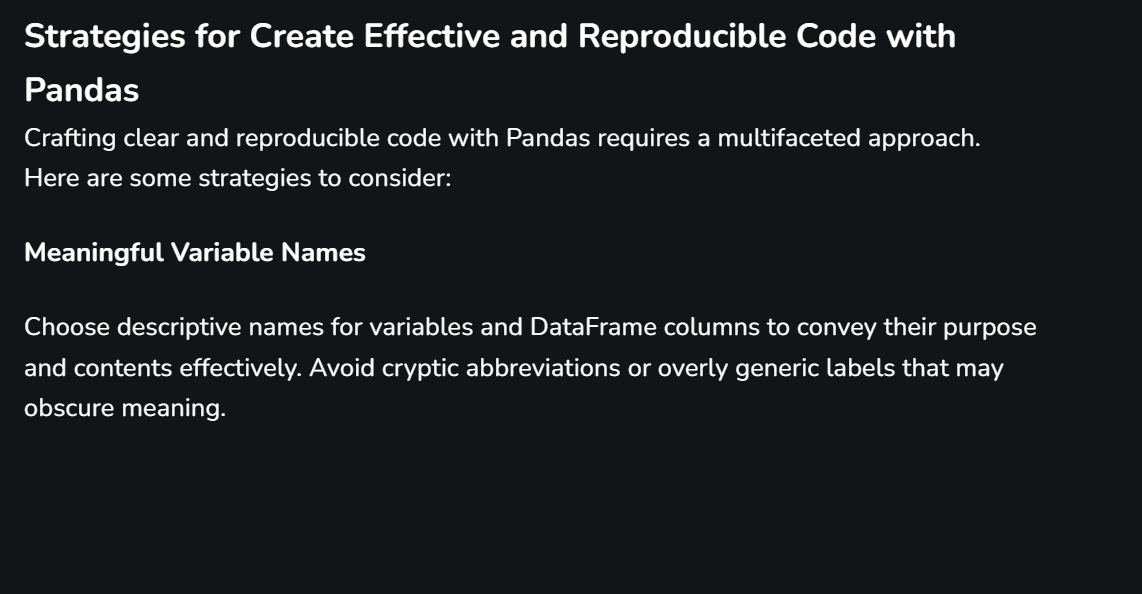 Strategies for Create Effective and Reproducible Code with
Pandas
Crafting clear and reproducible code with Pandas requires a multifaceted approach.
Here are some strategies to consider:
Meaningful Variable Names
Choose descriptive names for variables and DataFrame columns to convey their purpose
and contents effectively. Avoid cryptic abbreviations or overly generic labels that may
obscure meaning.